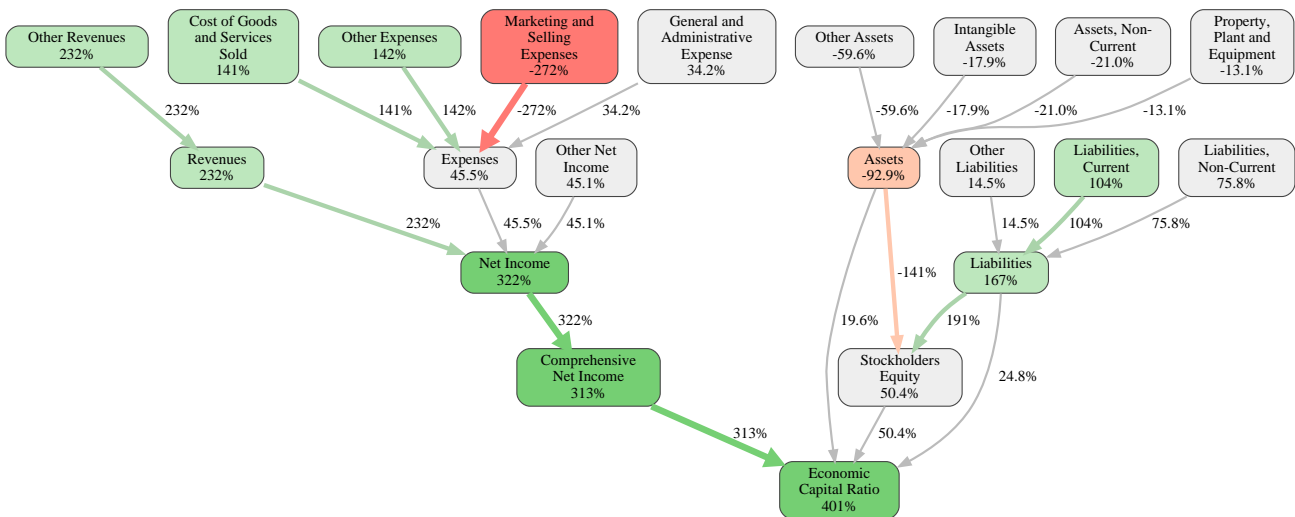 Other Revenues
232%
Cost of Goods
and Services
Sold
141%
Other Expenses
142%
Marketing and
Selling
Expenses
-272%
General and
Administrative
Expense
34.2%
Other Assets
-59.6%
Intangible
Assets
-17.9%
Assets, Non-
Current
-21.0%
Property,
Plant and
Equipment
-13.1%
232%
141%
142%
-272%
34.2%
-59.6%
-17.9%
-21.0%
-13.1%
Revenues
232%
Expenses
45.5%
Other Net
Income
45.1%
Assets
-92.9%
Other
Liabilities
14.5%
Liabilities,
Current
104%
Liabilities,
Non-Current
75.8%
232%
45.5%
45.1%
14.5%
104%
75.8%
Net Income
322%
Liabilities
167%
-141%
322%
19.6%
191%
Comprehensive
Net Income
313%
Stockholders
Equity
50.4%
24.8%
313%
50.4%
Economic
Capital Ratio
401%